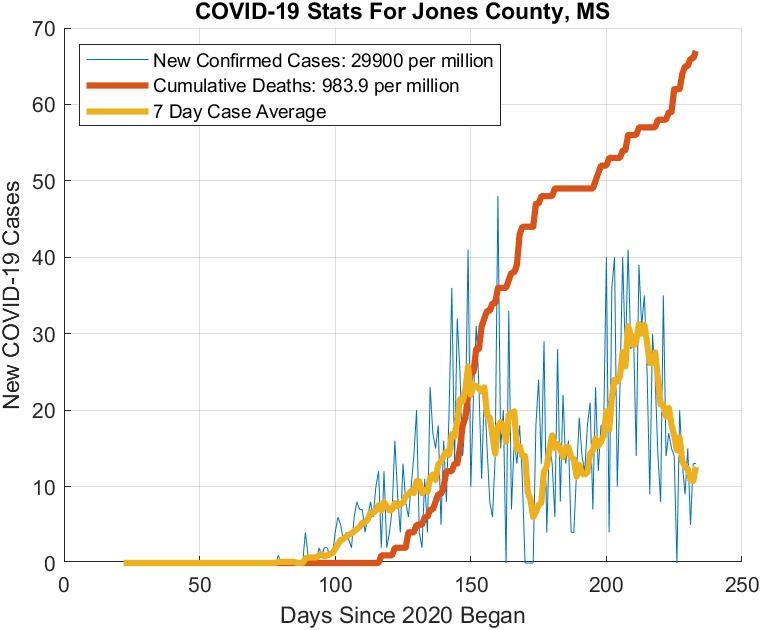 COVID-19 Stats For Jones County, MS
New Confirmed Cases: 29900 per million
Cumulative Deaths: 983.9 per million
7 Day Case Average
New COVID-19 Cases
70
60
50
40
30
20
10
0
0 50 100 150 200 250
Days Since 2020 Began